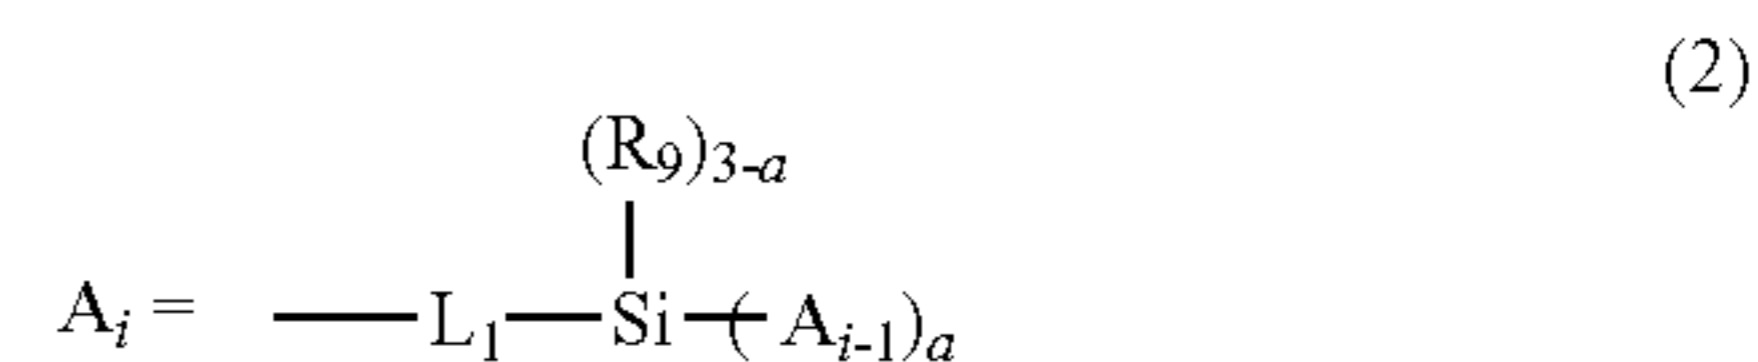 (2)
(R₉)₃₋ₐ
Aᵢ = —L₁—Si—( Aᵢ₋₁)ₐ